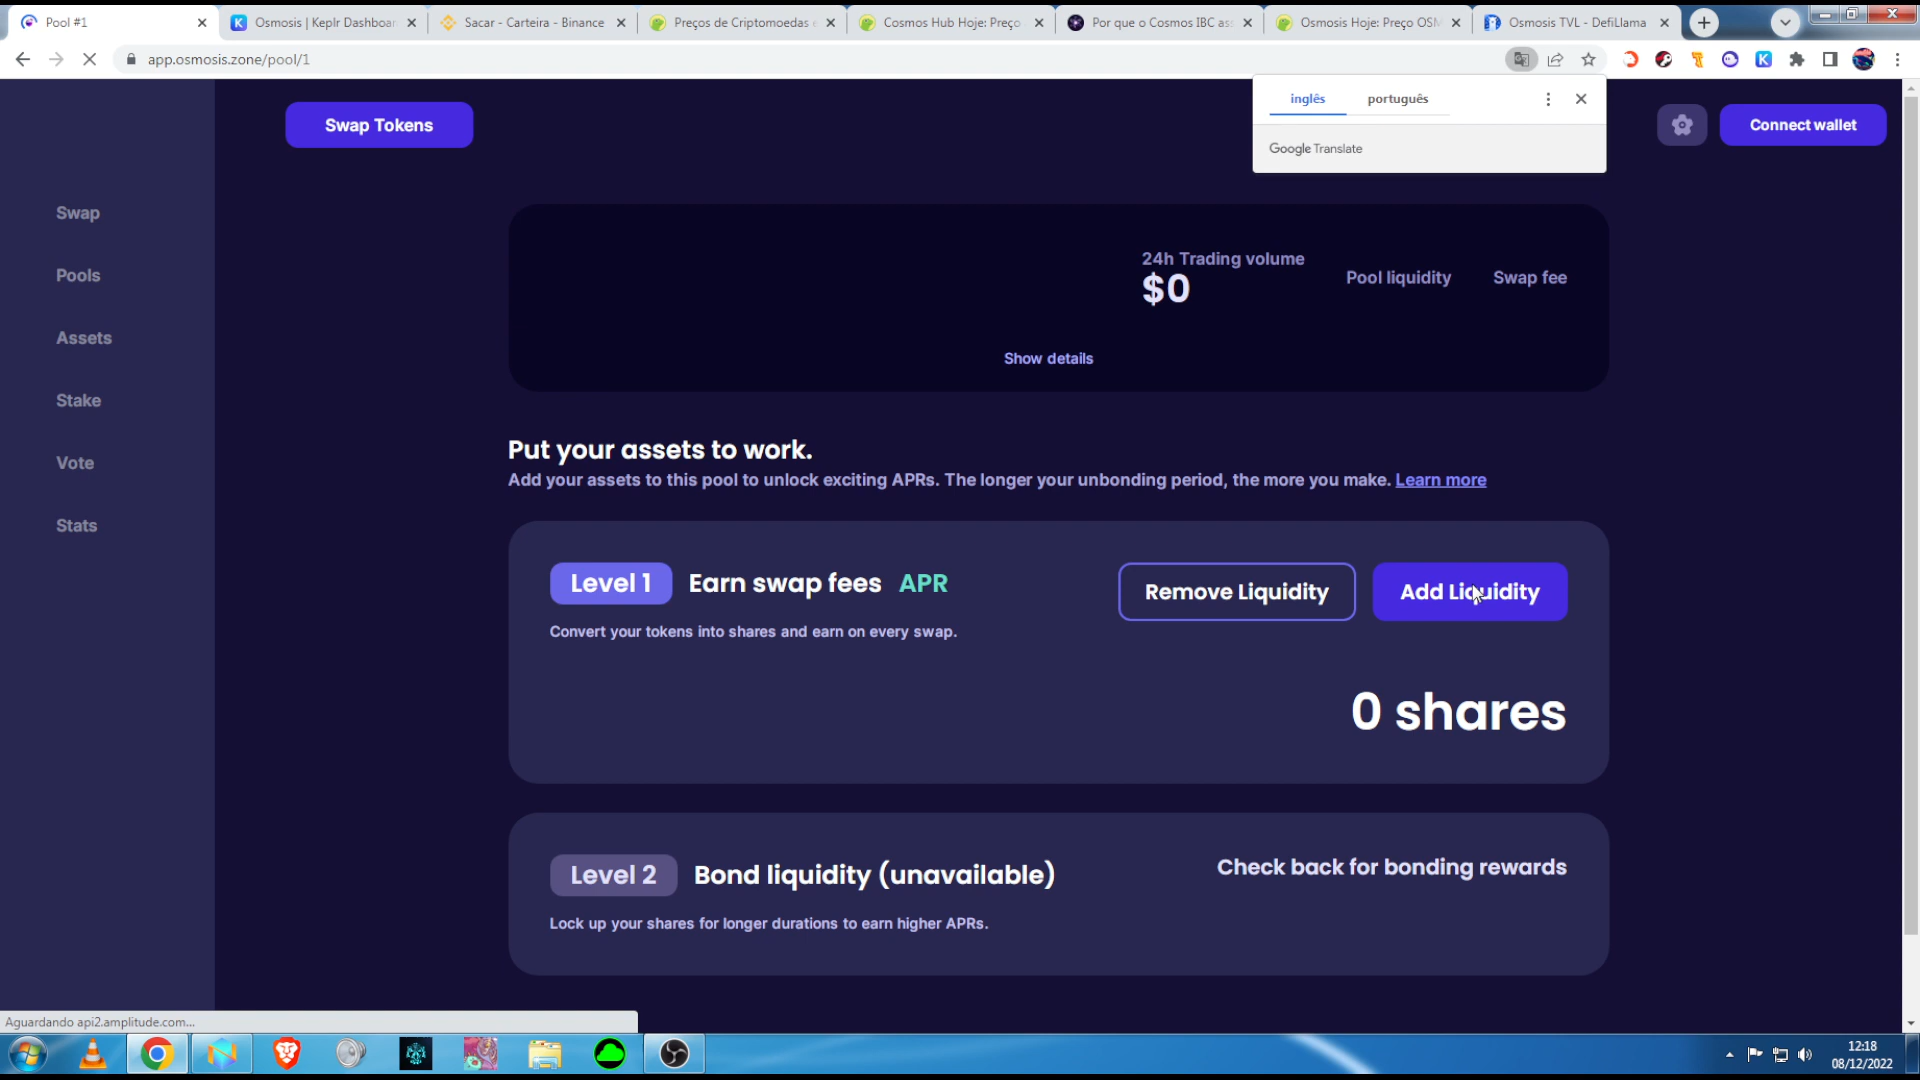 Pool #1
Osmosis | Keplr Dashboar
Sacar - Carteira - Binance
Preços de Criptomoedas e
Cosmos Hub Hoje: Preço
Por que o Cosmos IBC as
Osmosis Hoje: Preço OSM
Osmosis TVL - DefiLlama
app.osmosis.zone/pool/1
inglês
português
Google Translate
Swap Tokens
Connect wallet
Swap
Pools
Assets
Stake
Vote
Stats
24h Trading volume
$0
Pool liquidity
Swap fee
Show details
Put your assets to work.
Add your assets to this pool to unlock exciting APRs. The longer your unbonding period, the more you make. Learn more
Level 1
Earn swap fees APR
Convert your tokens into shares and earn on every swap.
Remove Liquidity
Add Liquidity
0 shares
Level 2
Bond liquidity (unavailable)
Lock up your shares for longer durations to earn higher APRs.
Check back for bonding rewards
Aguardando api2.amplitude.com...
12:18
08/12/2022